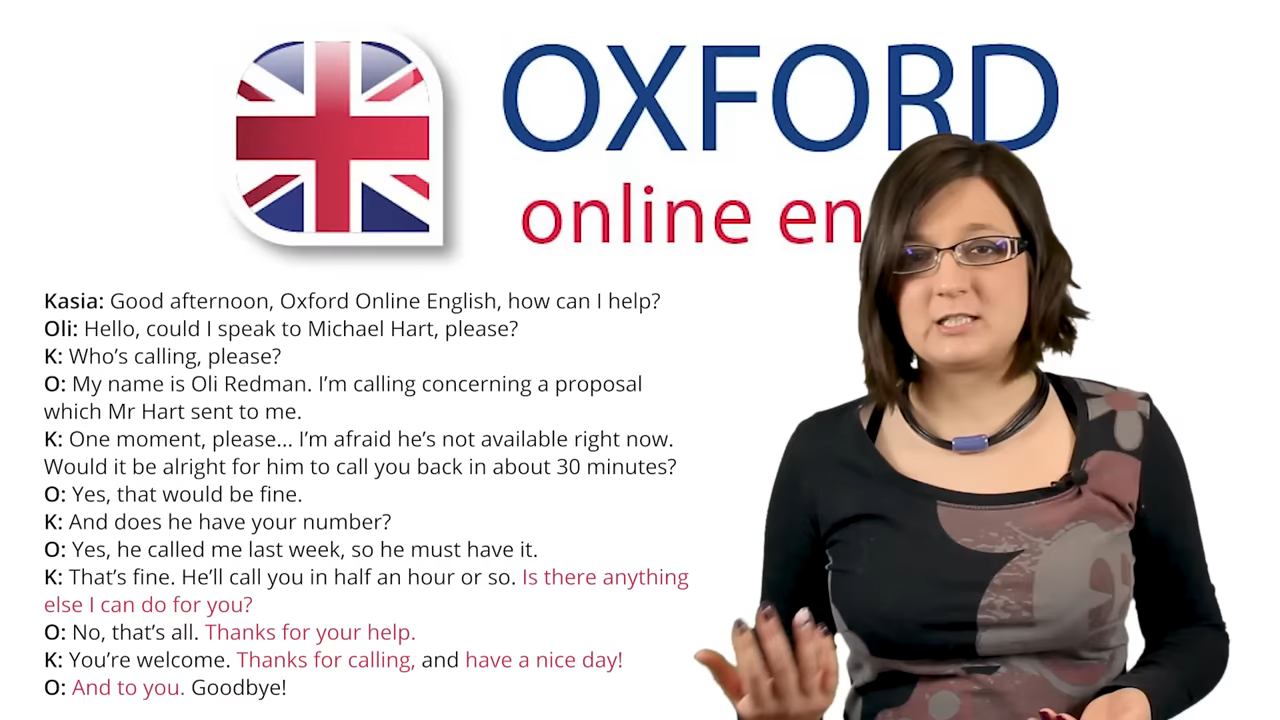 OXFORD
online en
Kasia: Good afternoon, Oxford Online English, how can I help?
Oli: Hello, could I speak to Michael Hart, please?
K: Who's calling, please?
O: My name is Oli Redman. I'm calling concerning a proposal
which Mr Hart sent to me.
K: One moment, please... I'm afraid he's not available right now.
Would it be alright for him to call you back in about 30 minutes?
O: Yes, that would be fine.
K: And does he have your number?
O: Yes, he called me last week, so he must have it.
K: That's fine. He'll call you in half an hour or so. Is there anything
else I can do for you?
O: No, that's all. Thanks for your help.
K: You're welcome. Thanks for calling, and have a nice day!
O: And to you. Goodbye!